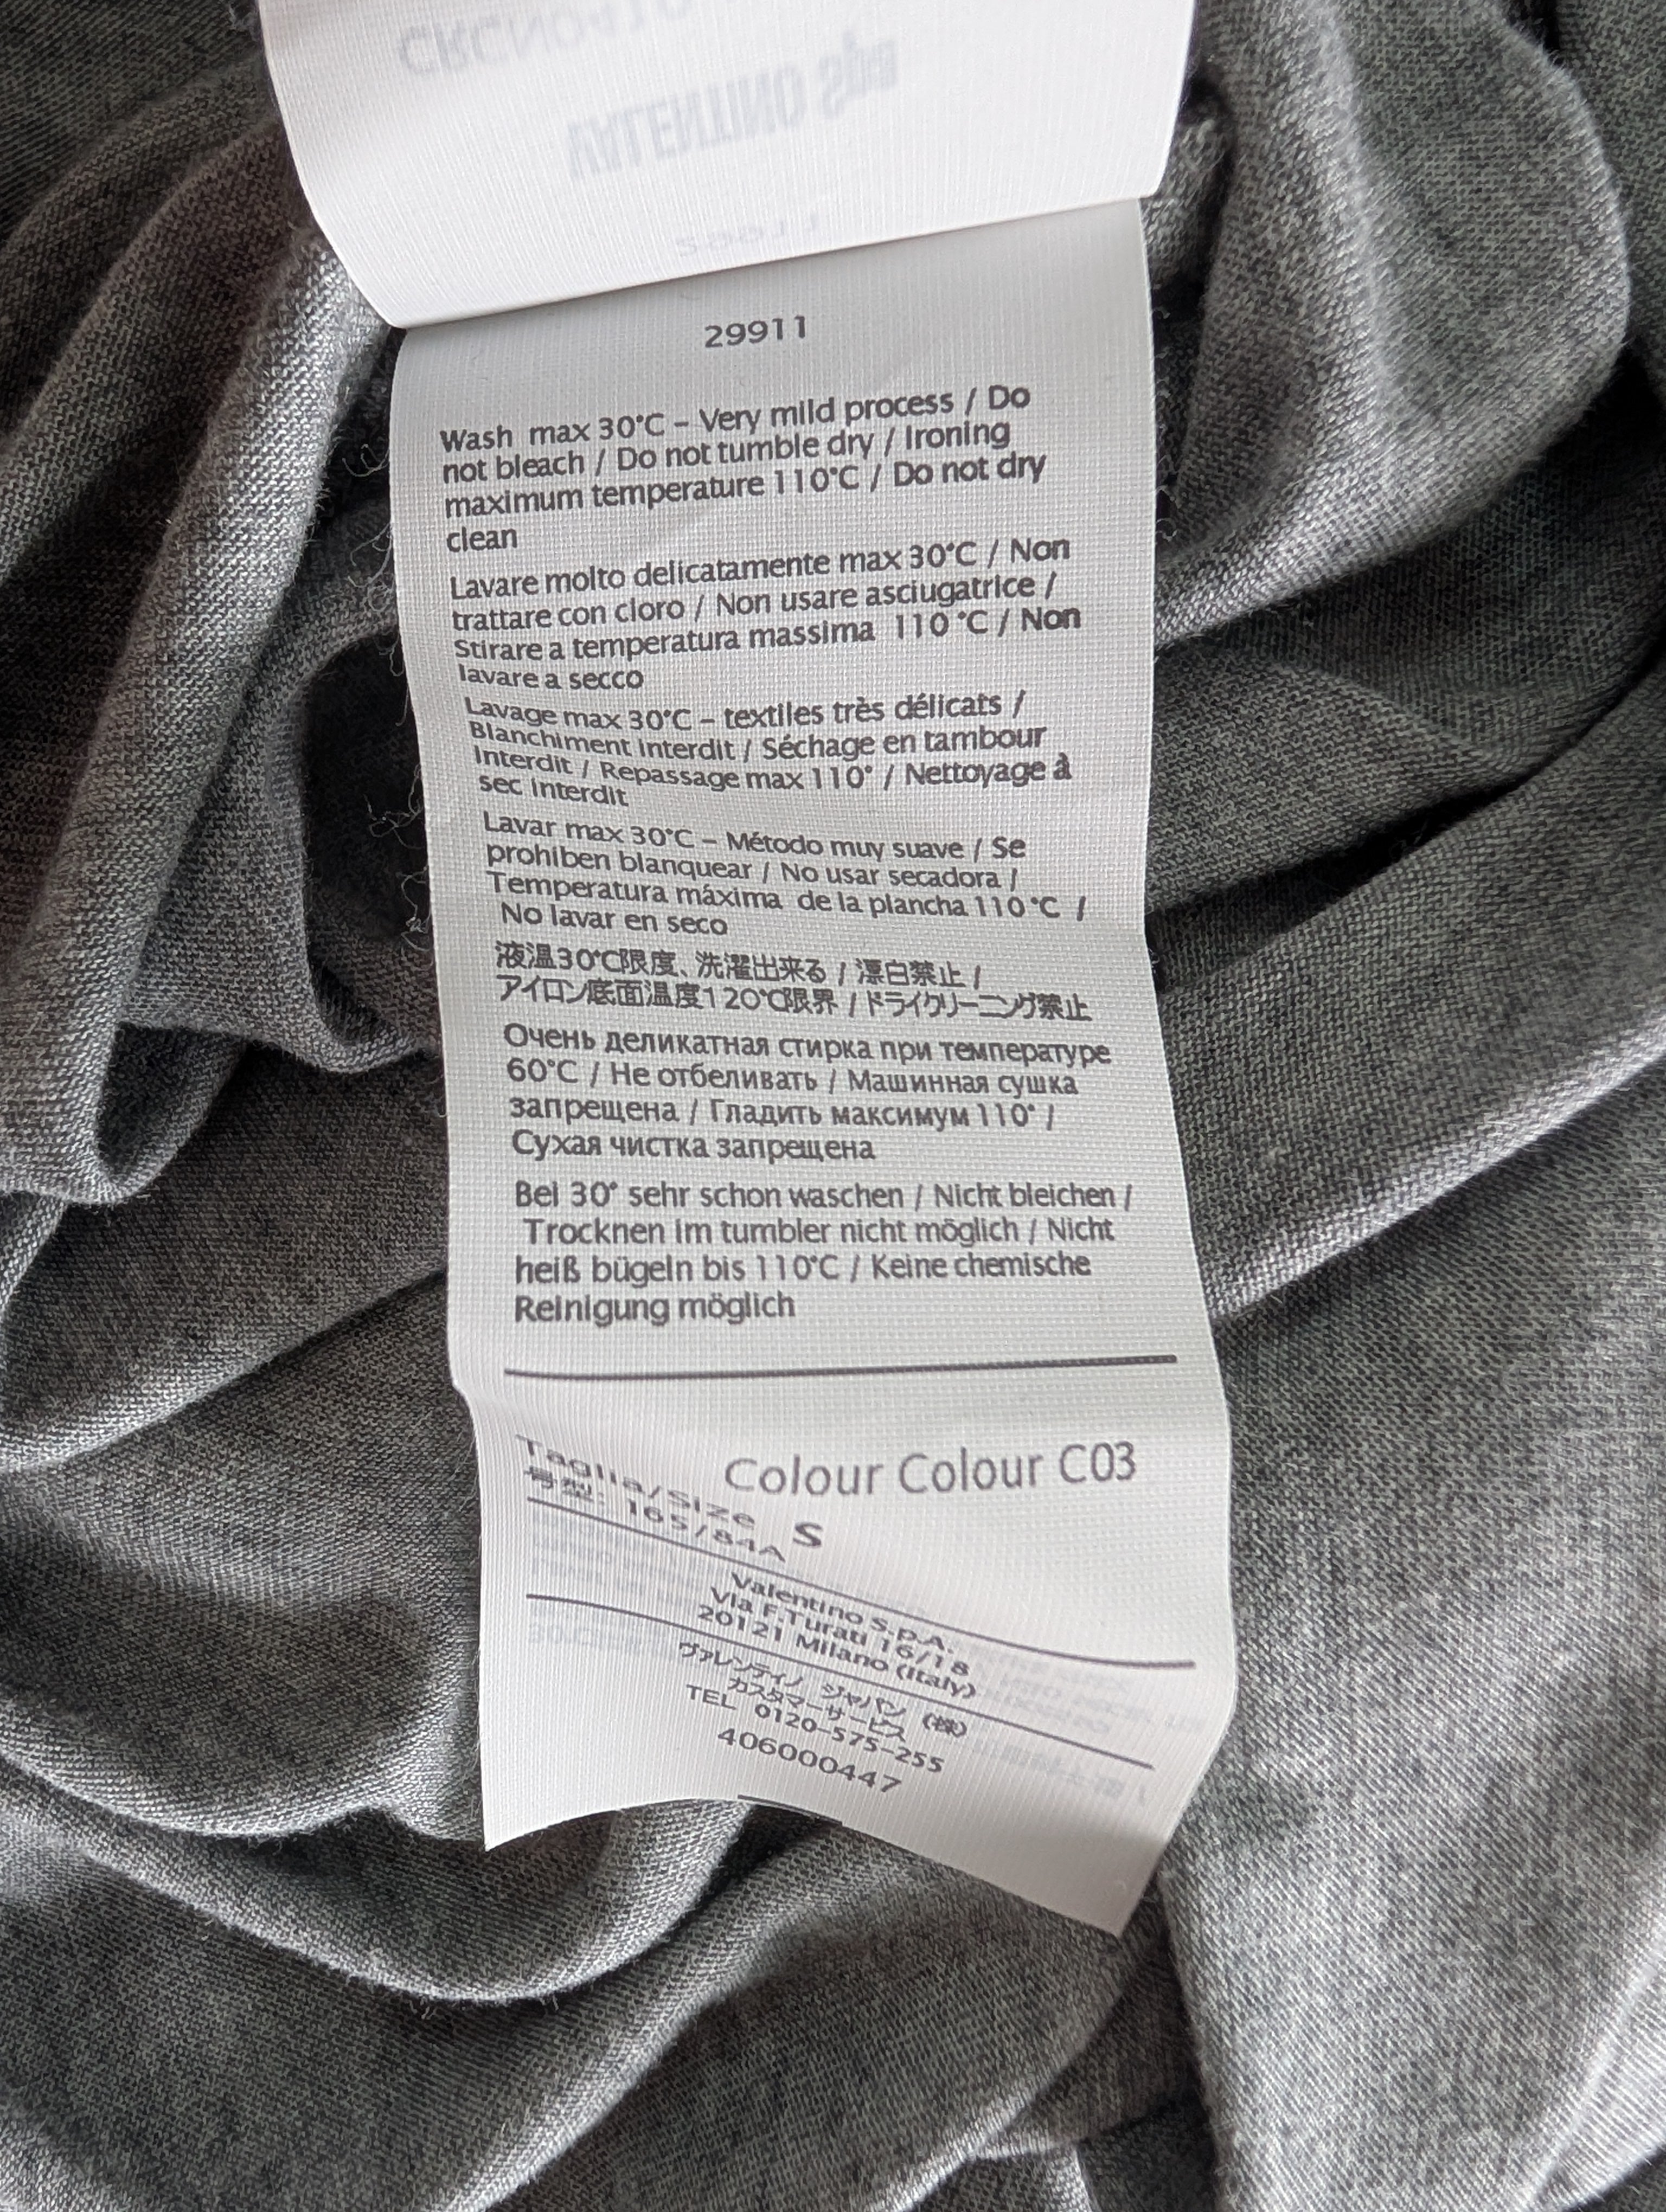 VALENTINO spa
29911
Wash max 30°C – Very mild process / Do
not bleach / Do not tumble dry / Ironing
maximum temperature 110°C / Do not dry
clean
Lavare molto delicatamente max 30°C / Non
trattare con cloro / Non usare asciugatrice /
Stirare a temperatura massima 110 °C / Non
lavare a secco
Lavage max 30°C – textiles très délicats /
Blanchiment interdit / Séchage en tambour
interdit / Repassage max 110° / Nettoyage à
sec interdit
Lavar max 30°C – Método muy suave / Se
prohiben blanquear / No usar secadora /
Temperatura máxima de la plancha 110 °C /
No lavar en seco
液温30℃限度、洗濯出来る / 漂白禁止 /
アイロン底面温度120℃限界 / ドライクリーニング禁止
Очень деликатная стирка при температуре
60°C / Не отбеливать / Машинная сушка
запрещена / Гладить максимум 110° /
Сухая чистка запрещена
Bei 30° sehr schon waschen / Nicht bleichen /
Trocknen im tumbler nicht möglich / Nicht
heiß bügeln bis 110°C / Keine chemische
Reinigung möglich
Colour Colour C03
Taglia/Size S
号型: 165/84A
Valentino S.p.A.
Via F.Turati 16/18
20121 Milano (Italy)
ヴァレンティノ ジャパン (株)
カスタマーサービス
TEL 0120-575-255
406000447